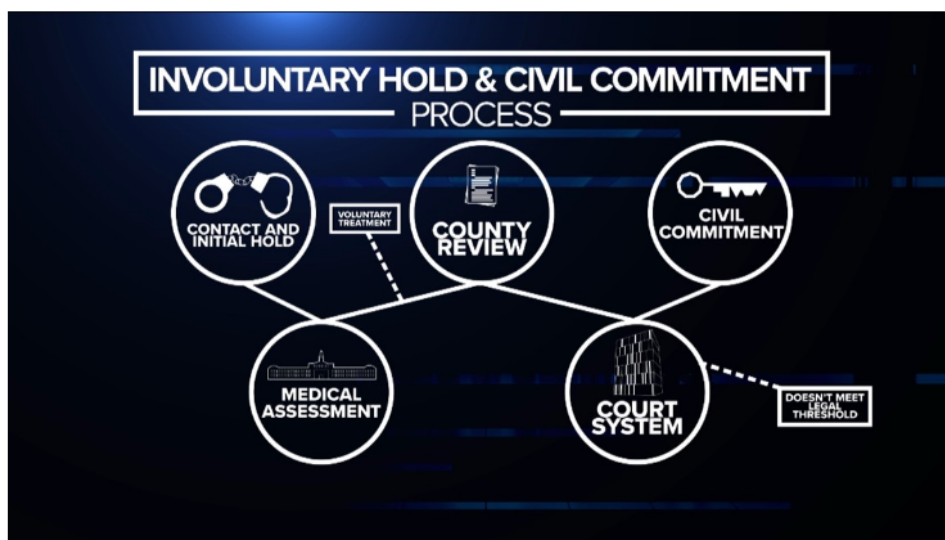 INVOLUNTARY HOLD & CIVIL COMMITMENT
PROCESS
CONTACT AND
INITIAL HOLD
VOLUNTARY
TREATMENT
COUNTY
REVIEW
CIVIL
COMMITMENT
MEDICAL
ASSESSMENT
COURT
SYSTEM
DOESN'T MEET
LEGAL
THRESHOLD